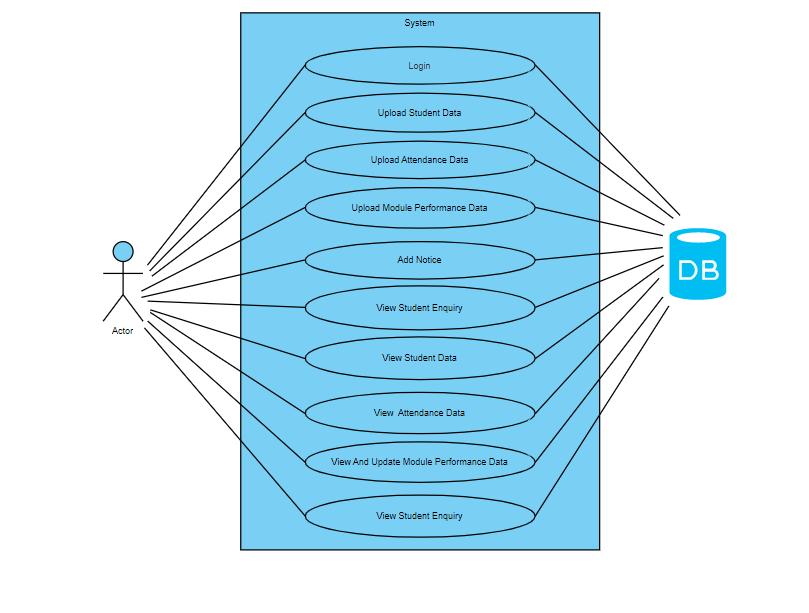 System
Login
Upload Student Data
Upload Attendance Data
Upload Module Performance Data
Add Notice
View Student Enquiry
View Student Data
View Attendance Data
View And Update Module Performance Data
View Student Enquiry
Actor
DB